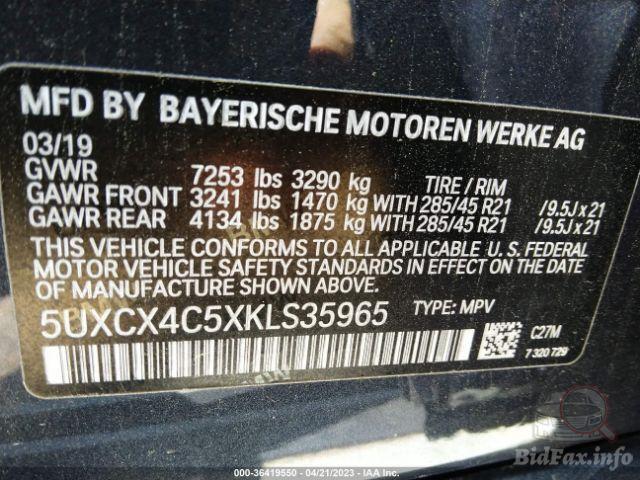 MFD BY BAYERISCHE MOTOREN WERKE AG
03/19
GVWR 7253 lbs 3290 kg TIRE / RIM
GAWR FRONT 3241 lbs 1470 kg WITH 285/45 R21 /9.5J x 21
GAWR REAR 4134 lbs 1875 kg WITH 285/45 R21 /9.5J x 21
THIS VEHICLE CONFORMS TO ALL APPLICABLE U. S. FEDERAL
MOTOR VEHICLE SAFETY STANDARDS IN EFFECT ON THE DATE
OF MANUFACTURE SHOWN ABOVE.
5UXCX4C5XKLS35965 TYPE: MPV
C27M
7 320 729
BidFax.info
000-36419550 - 04/21/2023 - IAA Inc.